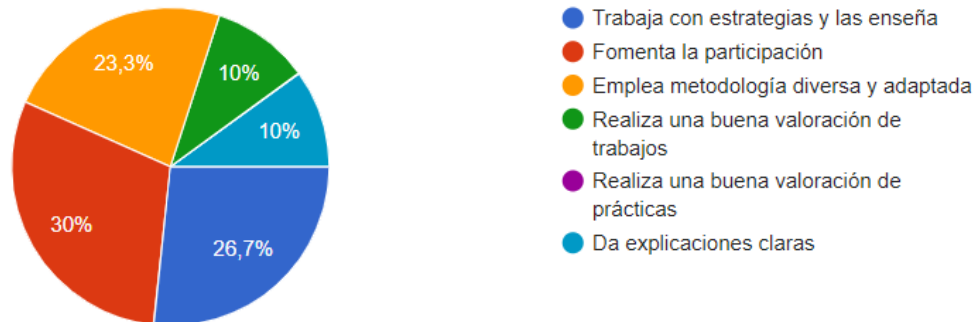 23,3%
10%
10%
30%
26,7%
Trabaja con estrategias y las enseña
Fomenta la participación
Emplea metodología diversa y adaptada
Realiza una buena valoración de
trabajos
Realiza una buena valoración de
prácticas
Da explicaciones claras